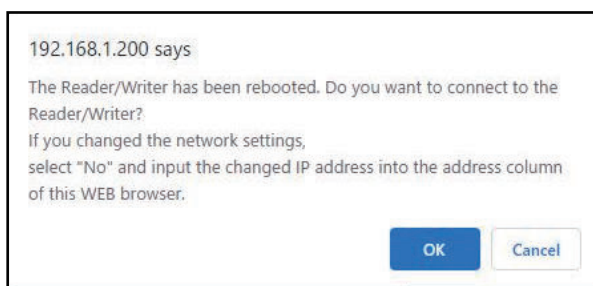 192.168.1.200 says
The Reader/Writer has been rebooted. Do you want to connect to the
Reader/Writer?
If you changed the network settings,
select "No" and input the changed IP address into the address column
of this WEB browser.
OK Cancel